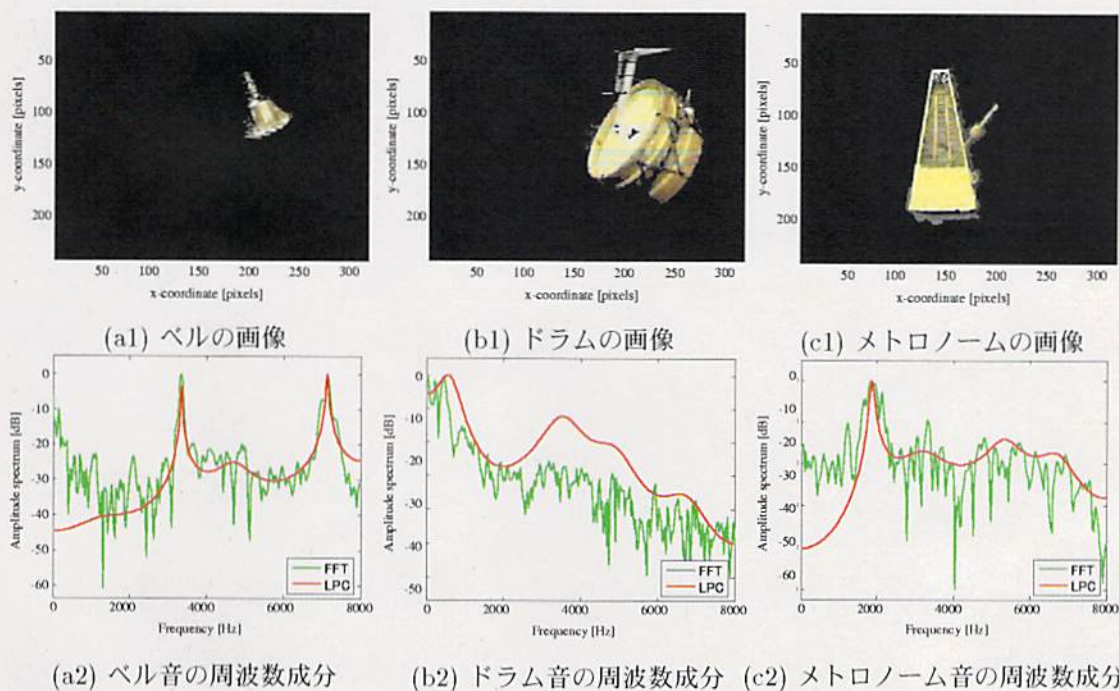 50
100
150
200
y-coordinate [pixels]
50 100 150 200 250 300
x-coordinate [pixels]
(a1) ベルの画像
50
100
150
200
y-coordinate [pixels]
50 100 150 200 250 300
x-coordinate [pixels]
(b1) ドラムの画像
50
100
150
200
y-coordinate [pixels]
50 100 150 200 250 300
x-coordinate [pixels]
(c1) メトロノームの画像
0
-10
-20
-30
-40
-50
-60
Amplitude spectrum [dB]
FFT
LPC
0 2000 4000 6000 8000
Frequency [Hz]
(a2) ベル音の周波数成分
0
-10
-20
-30
-40
-50
Amplitude spectrum [dB]
FFT
LPC
0 2000 4000 6000 8000
Frequency [Hz]
(b2) ドラム音の周波数成分
0
-10
-20
-30
-40
-50
-60
Amplitude spectrum [dB]
FFT
LPC
0 2000 4000 6000 8000
Frequency [Hz]
(c2) メトロノーム音の周波数成分